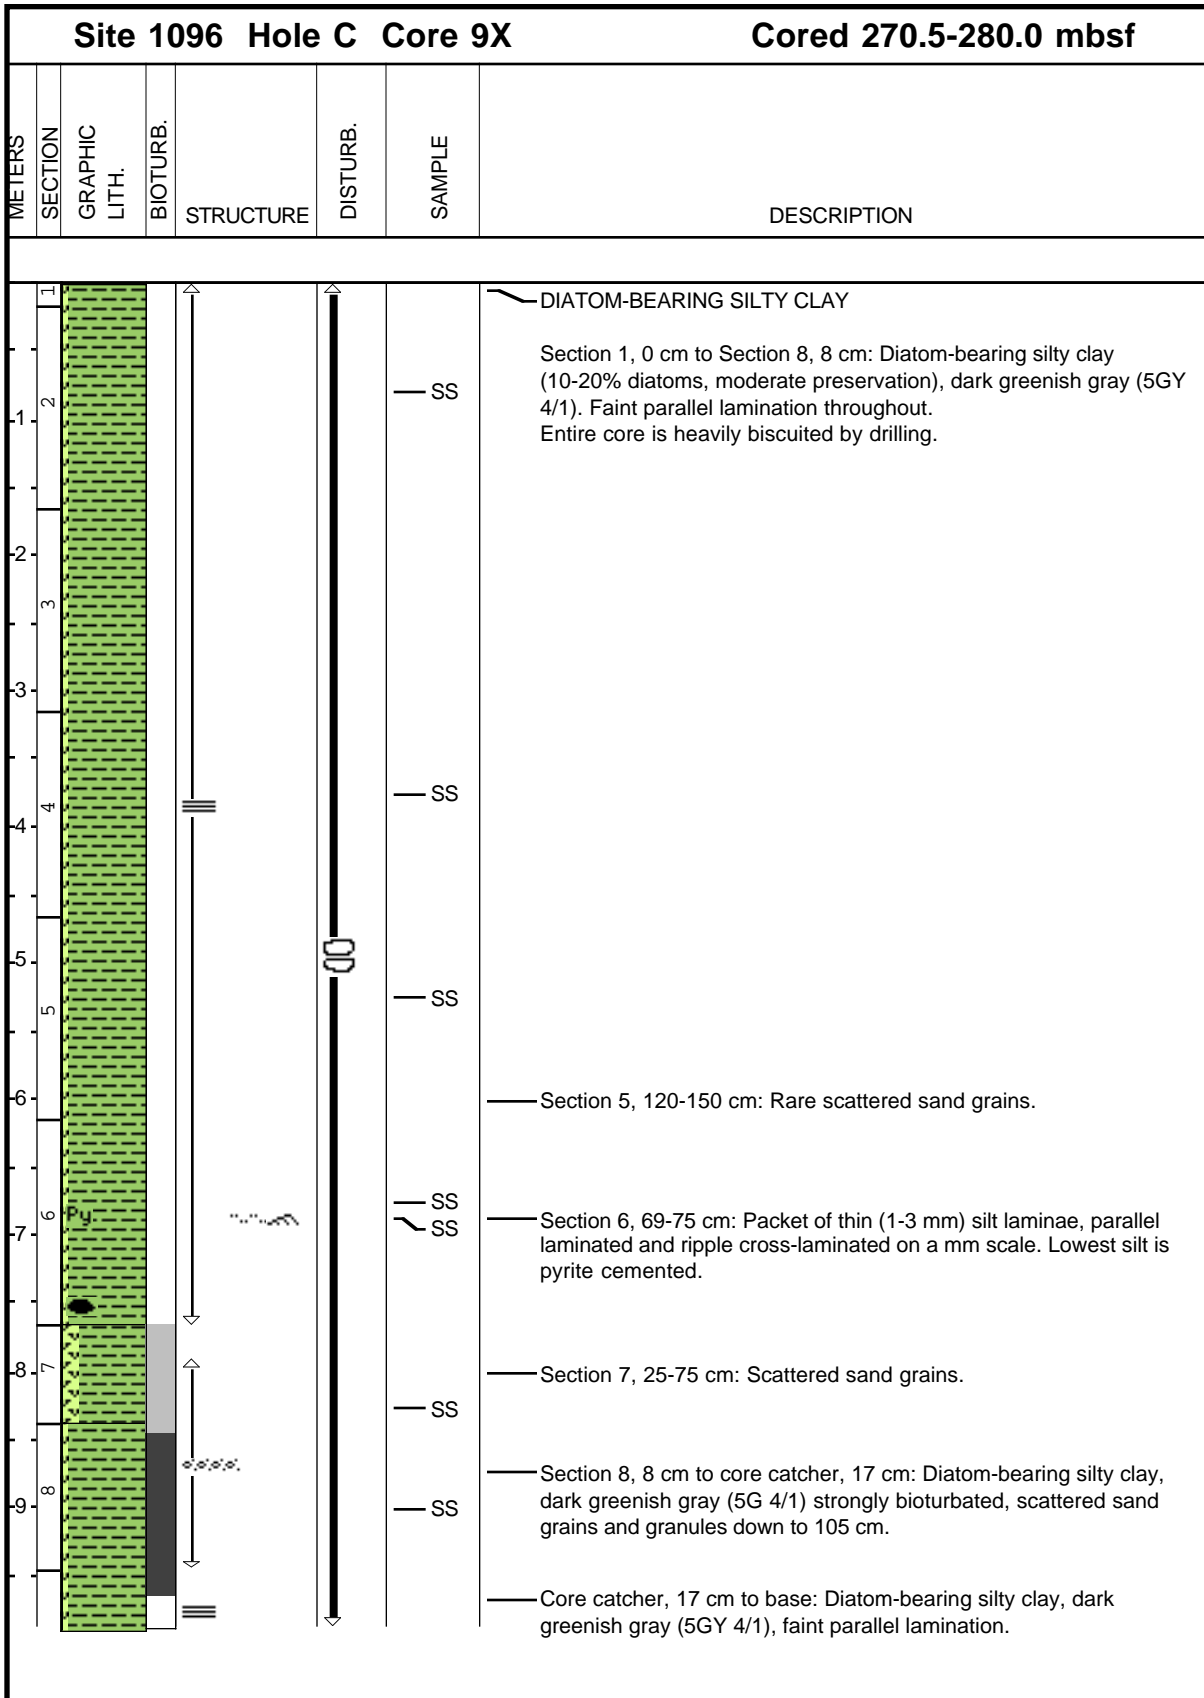 Site 1096 Hole C Core 9X Cored 270.5-280.0 mbsf
METERS
SECTION
GRAPHIC
LITH.
BIOTURB.
STRUCTURE
DISTURB.
SAMPLE
DESCRIPTION
1
DIATOM-BEARING SILTY CLAY
Section 1, 0 cm to Section 8, 8 cm: Diatom-bearing silty clay
(10-20% diatoms, moderate preservation), dark greenish gray (5GY
4/1). Faint parallel lamination throughout.
Entire core is heavily biscuited by drilling.
SS
2
1
2
3
3
SS
4
4
5
SS
5
6
Section 5, 120-150 cm: Rare scattered sand grains.
SS
6
Py
SS
7
Section 6, 69-75 cm: Packet of thin (1-3 mm) silt laminae, parallel
laminated and ripple cross-laminated on a mm scale. Lowest silt is
pyrite cemented.
8
7
Section 7, 25-75 cm: Scattered sand grains.
SS
Section 8, 8 cm to core catcher, 17 cm: Diatom-bearing silty clay,
dark greenish gray (5G 4/1) strongly bioturbated, scattered sand
grains and granules down to 105 cm.
8
9
SS
Core catcher, 17 cm to base: Diatom-bearing silty clay, dark
greenish gray (5GY 4/1), faint parallel lamination.